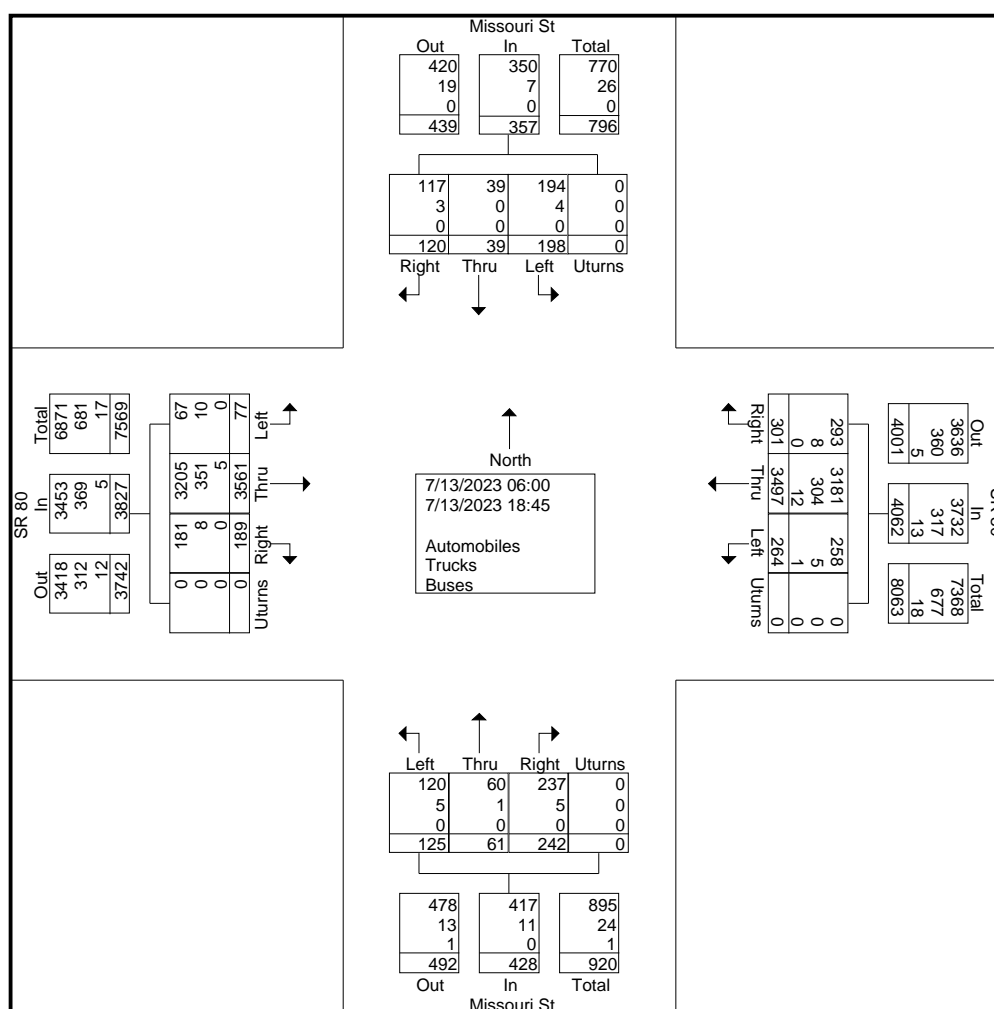 Missouri St
Out In Total
420 350 770
19 7 26
0 0 0
439 357 796
117 39 194 0
3 0 4 0
0 0 0 0
120 39 198 0
Right Thru Left Uturns
SR 80
Total In Out
6871 3453 3418
681 369 312
17 5 12
7569 3827 3742
Left Thru Right Uturns
67 3205 181 0
10 351 8 0
0 5 0 0
77 3561 189 0
North
7/13/2023 06:00
7/13/2023 18:45
Automobiles
Trucks
Buses
Right Thru Left Uturns
293 3181 258 0
8 304 5 0
0 12 1 0
301 3497 264 0
Out In Total
3636 3732 7368
360 317 677
5 13 18
4001 4062 8063
Left Thru Right Uturns
120 60 237 0
5 1 5 0
0 0 0 0
125 61 242 0
478 417 895
13 11 24
1 0 1
492 428 920
Out In Total
Missouri St